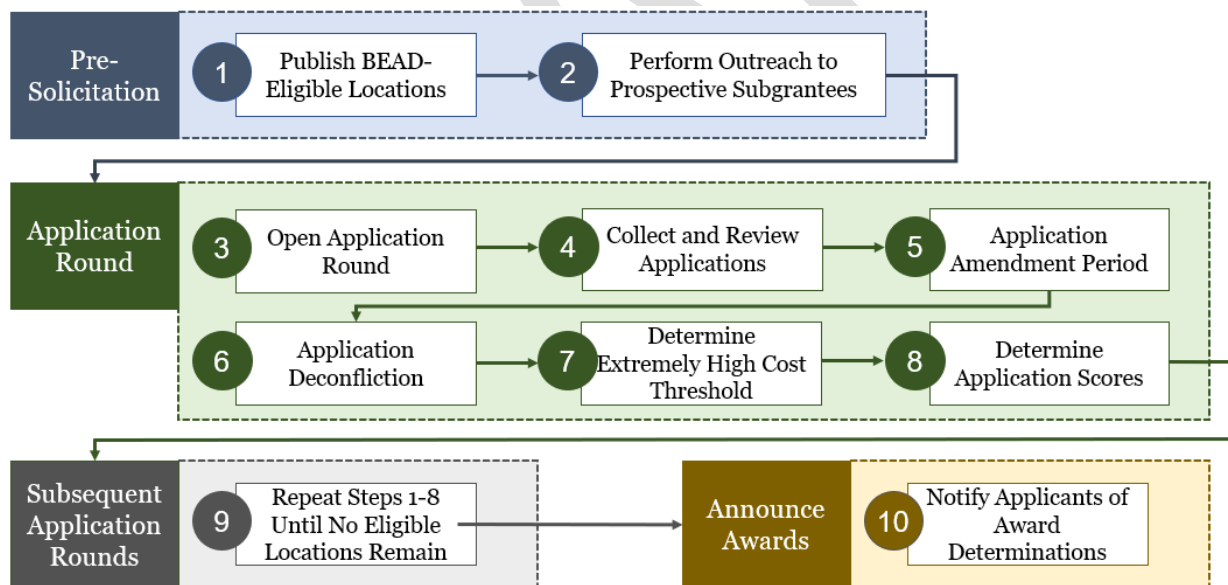 Pre-
Solicitation
1
Publish BEAD-
Eligible Locations
2
Perform Outreach to
Prospective Subgrantees
Application
Round
3
Open Application
Round
4
Collect and Review
Applications
5
Application
Amendment Period
6
Application
Deconfliction
7
Determine
Extremely High Cost
Threshold
8
Determine
Application Scores
Subsequent
Application
Rounds
9
Repeat Steps 1-8
Until No Eligible
Locations Remain
Announce
Awards
10
Notify Applicants of
Award
Determinations